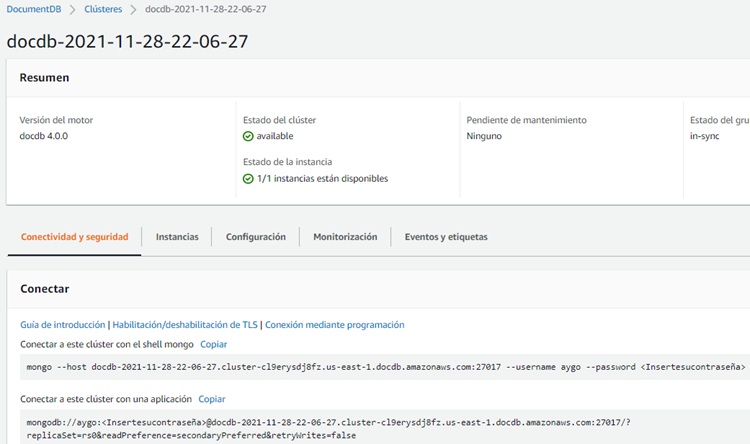 DocumentDB > Clústeres > docdb-2021-11-28-22-06-27
docdb-2021-11-28-22-06-27
Resumen
Versión del motor
docdb 4.0.0
Estado del clúster
available
Estado de la instancia
1/1 instancias están disponibles
Pendiente de mantenimiento
Ninguno
Estado del gru
in-sync
Conectividad y seguridad | Instancias | Configuración | Monitorización | Eventos y etiquetas
Conectar
Guía de introducción | Habilitación/deshabilitación de TLS | Conexión mediante programación
Conectar a este clúster con el shell mongo Copiar
mongo --host docdb-2021-11-28-22-06-27.cluster-cl9erysdj8fz.us-east-1.docdb.amazonaws.com:27017 --username aygo --password <Insertesucontraseña>
Conectar a este clúster con una aplicación Copiar
mongodb://aygo:<Insertesucontraseña>@docdb-2021-11-28-22-06-27.cluster-cl9erysdj8fz.us-east-1.docdb.amazonaws.com:27017/?
replicaSet=rs0&readPreference=secondaryPreferred&retryWrites=false